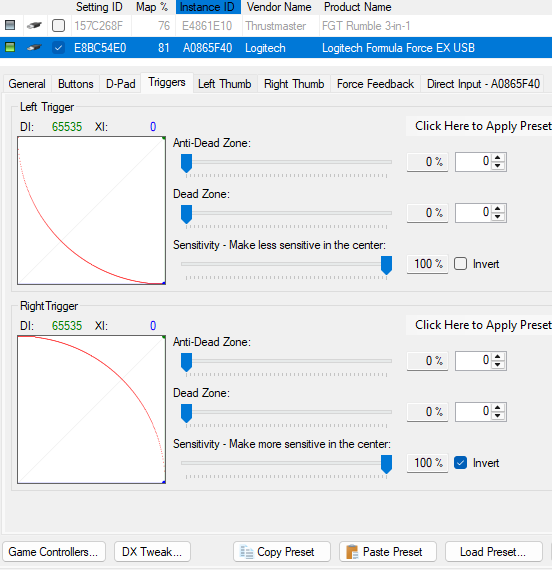 Setting ID Map % Instance ID Vendor Name Product Name
157C268F 76 E4861E10 Thrustmaster FGT Rumble 3-in-1
E8BC54E0 81 A0865F40 Logitech Logitech Formula Force EX USB
General Buttons D-Pad Triggers Left Thumb Right Thumb Force Feedback Direct Input - A0865F40
Left Trigger
DI: 65535 XI: 0 Click Here to Apply Preset
Anti-Dead Zone:
0 % 0
Dead Zone:
0 % 0
Sensitivity - Make less sensitive in the center:
100 % Invert
Right Trigger
DI: 65535 XI: 0 Click Here to Apply Preset
Anti-Dead Zone:
0 % 0
Dead Zone:
0 % 0
Sensitivity - Make more sensitive in the center:
100 % Invert
Game Controllers... DX Tweak... Copy Preset Paste Preset Load Preset...